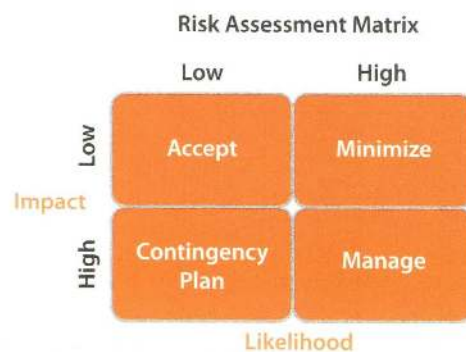 Risk Assessment Matrix
Low High
Low
Accept
Minimize
Impact
High
Contingency
Plan
Manage
Likelihood